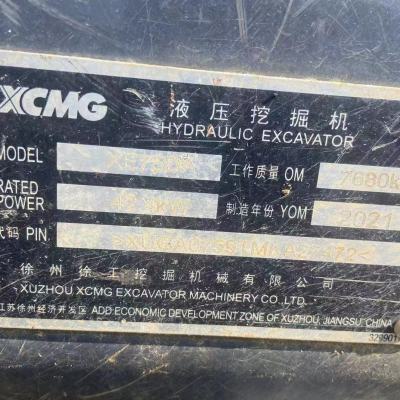 XCMG 液压挖掘机
HYDRAULIC EXCAVATOR
MODEL 工作质量 OM 7680k
RATED
POWER 制造年份 YOM 2021
代码 PIN
徐州徐工挖掘机械有限公司
XUZHOU XCMG EXCAVATOR MACHINERY CO.,LTD.
江苏徐州经济开发区 ADD ECONOMIC DEVELOPMENT ZONE OF XUZHOU, JIANGSU, CHINA